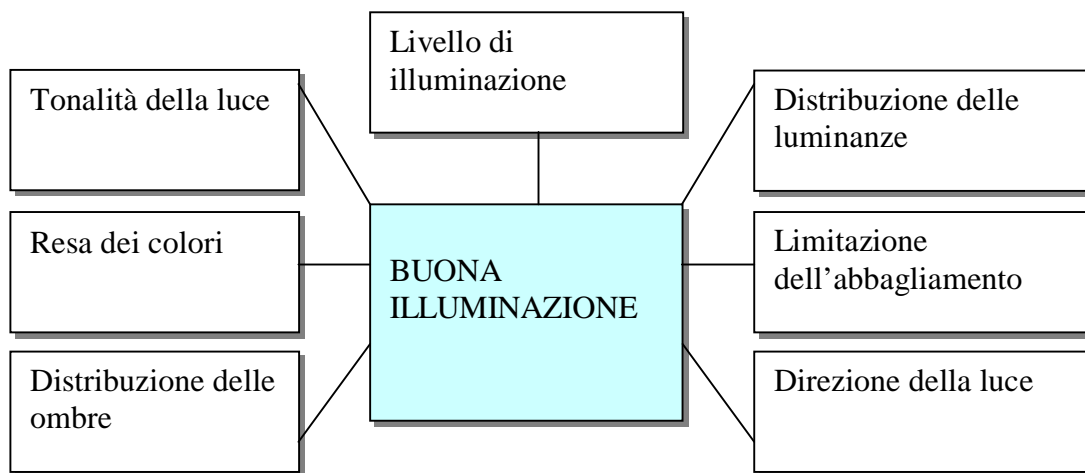 Livello di
illuminazione
Tonalità della luce
Distribuzione delle
luminanze
Resa dei colori
BUONA
ILLUMINAZIONE
Limitazione
dell’abbagliamento
Distribuzione delle
ombre
Direzione della luce